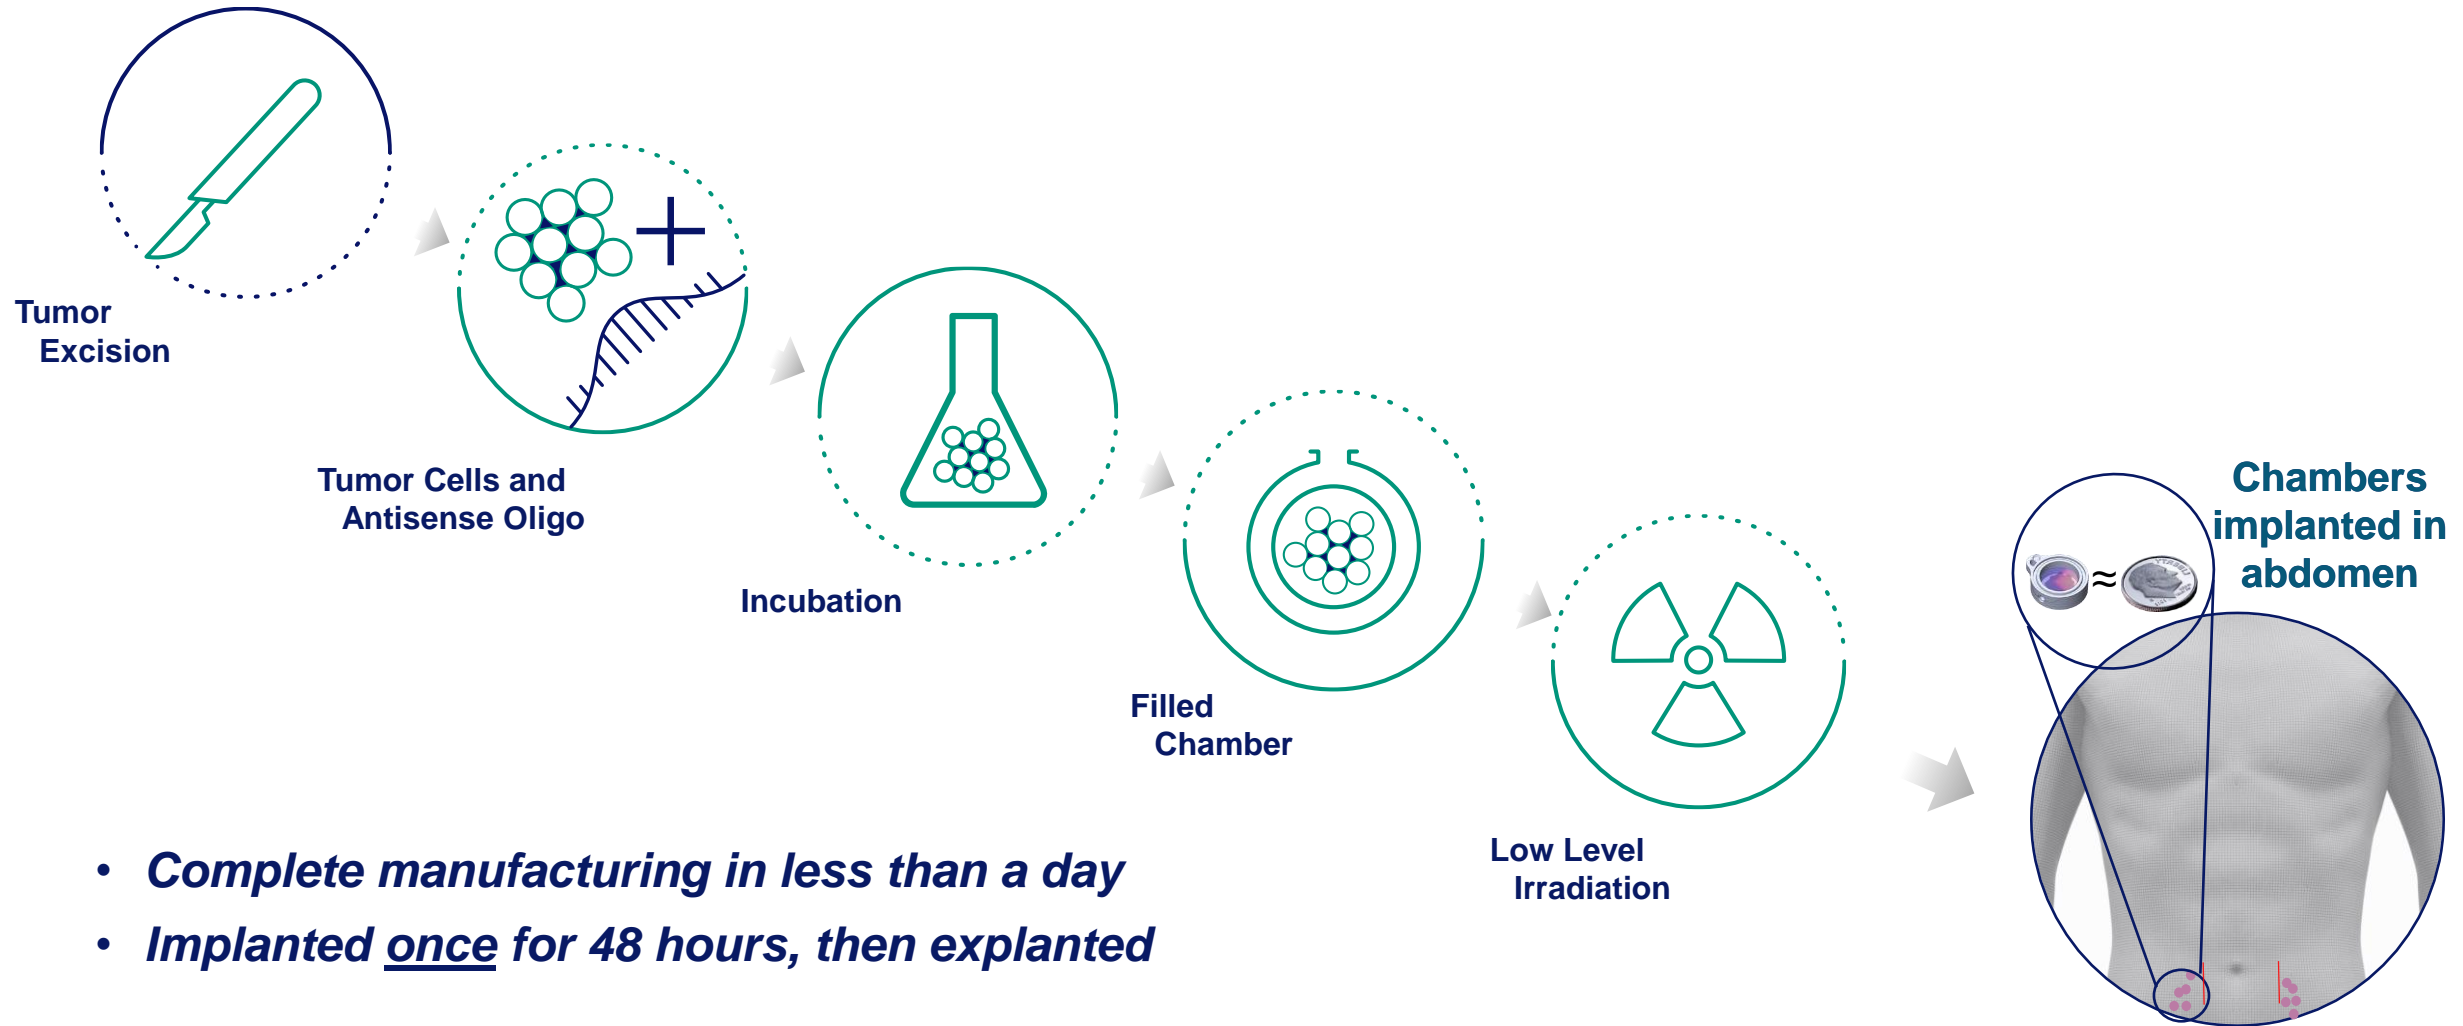 Tumor
Excision
Tumor Cells and
Antisense Oligo
Incubation
Filled
Chamber
Low Level
Irradiation
Chambers
implanted in
abdomen
≈
• Complete manufacturing in less than a day
• Implanted once for 48 hours, then explanted